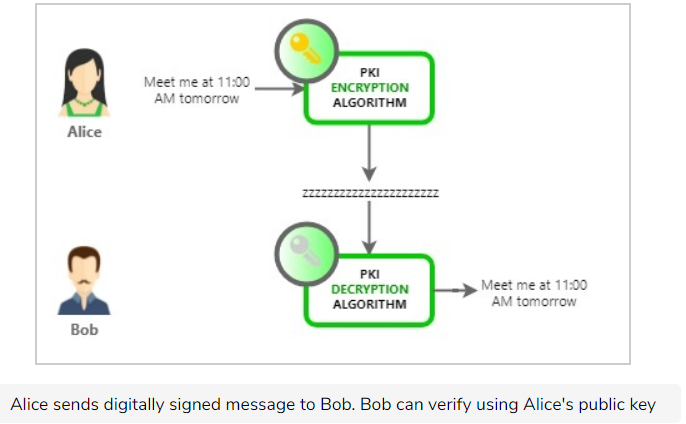 Meet me at 11:00
AM tomorrow
PKI
ENCRYPTION
ALGORITHM
Alice
zzzzzzzzzzzzzzzzzzzzzzz
PKI
DECRYPTION
ALGORITHM
Meet me at 11:00
AM tomorrow
Bob
Alice sends digitally signed message to Bob. Bob can verify using Alice's public key